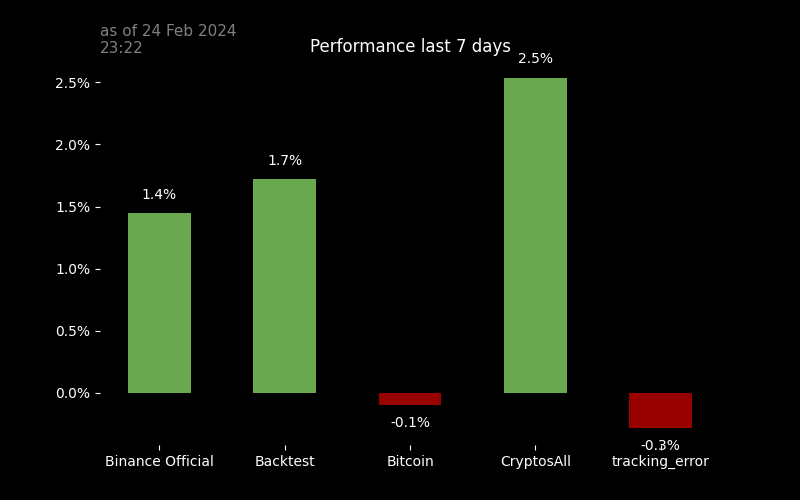 as of 24 Feb 2024
23:22
Performance last 7 days
2.5%
2.5%
2.0%
1.7%
1.5%
1.4%
1.0%
0.5%
0.0%
-0.1%
-0.3%
Binance Official
Backtest
Bitcoin
CryptosAll
tracking_error